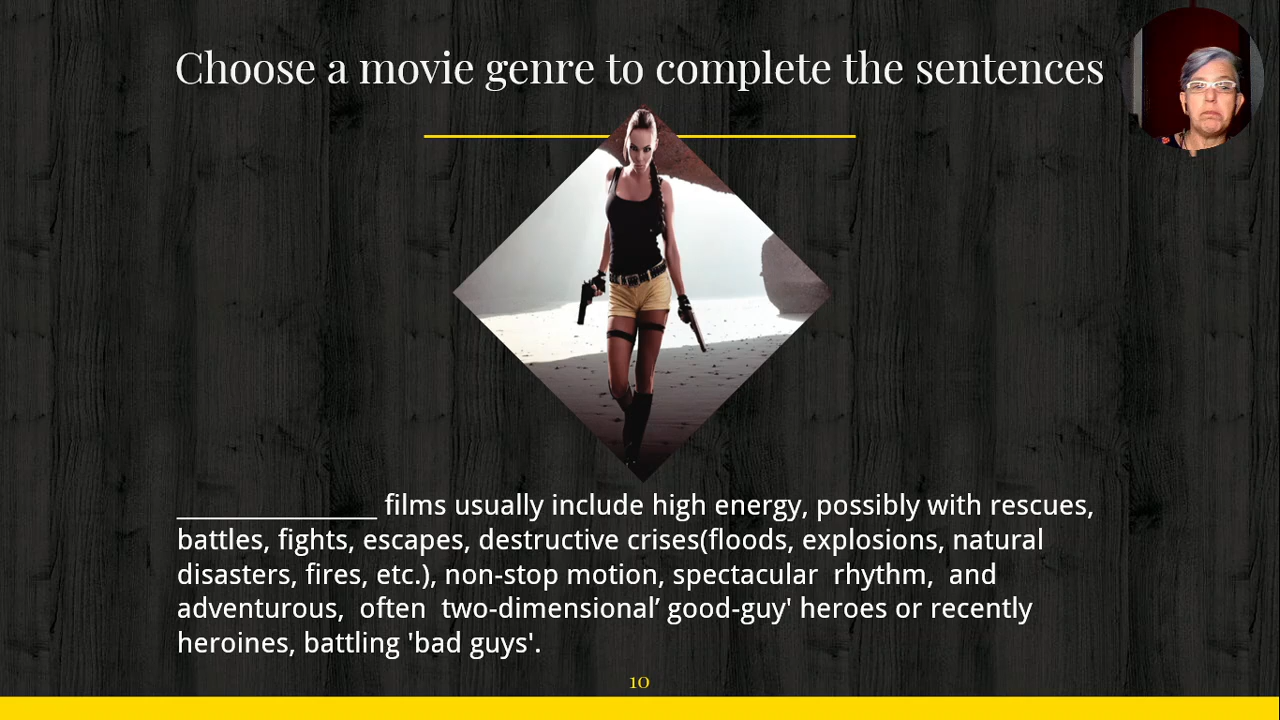 Choose a movie genre to complete the sentences
______________ films usually include high energy, possibly with rescues,
battles, fights, escapes, destructive crises(floods, explosions, natural
disasters, fires, etc.), non-stop motion, spectacular rhythm, and
adventurous, often two-dimensional’ good-guy' heroes or recently
heroines, battling 'bad guys'.
10